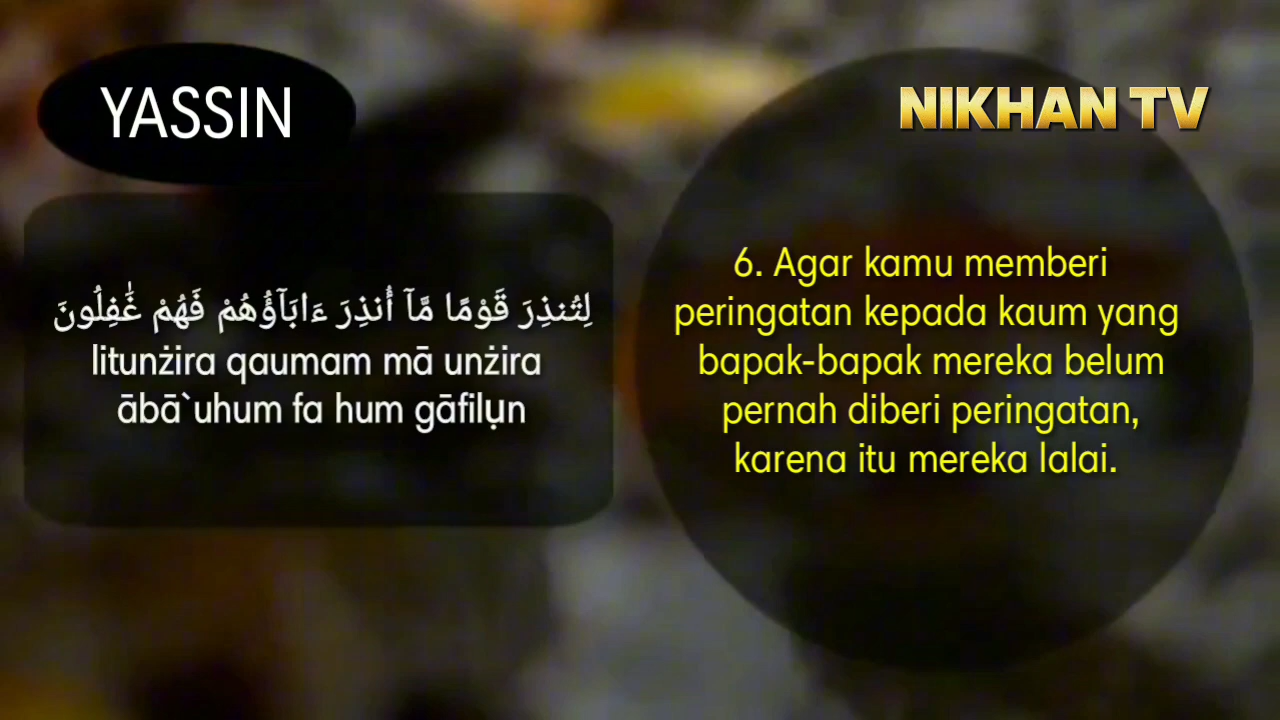 YASSIN
NIKHAN TV
لِتُنذِرَ قَوْمًا مَّآ أُنذِرَ ءَابَآؤُهُمْ فَهُمْ غَٰفِلُونَ
litunżira qaumam mā unżira
ābā`uhum fa hum gāfilụn
6. Agar kamu memberi
peringatan kepada kaum yang
bapak-bapak mereka belum
pernah diberi peringatan,
karena itu mereka lalai.